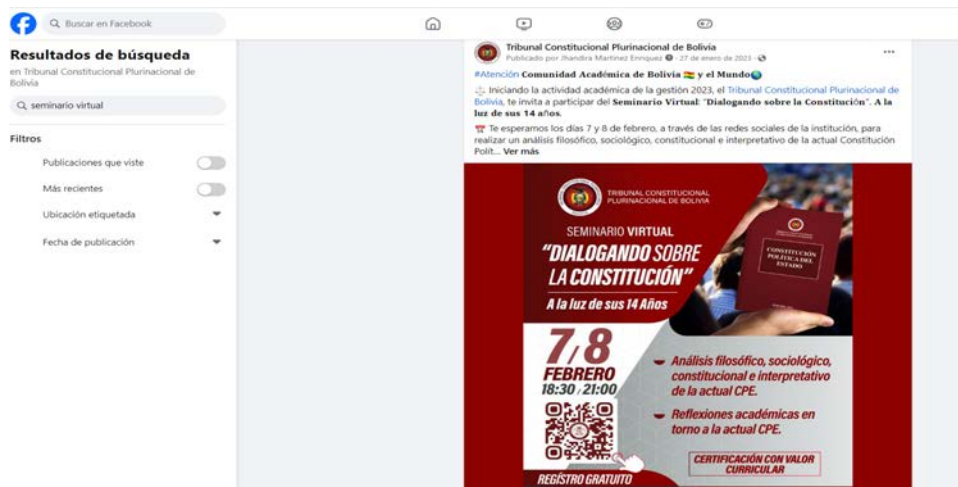 Buscar en Facebook
Resultados de búsqueda
en Tribunal Constitucional Plurinacional de
Bolivia
seminario virtual
Filtros
Publicaciones que viste
Más recientes
Ubicación etiquetada
Fecha de publicación
Tribunal Constitucional Plurinacional de Bolivia
Publicado por Jhandira Martinez Enriquez · 27 de enero de 2023 ·
#Atención Comunidad Académica de Bolivia y el Mundo
Iniciando la actividad académica de la gestión 2023, el Tribunal Constitucional Plurinacional de
Bolivia, te invita a participar del Seminario Virtual: "Dialogando sobre la Constitución". A la
luz de sus 14 años.
Te esperamos los días 7 y 8 de febrero, a través de las redes sociales de la institución, para
realizar un análisis filosófico, sociológico, constitucional e interpretativo de la actual Constitución
Polít... Ver más
TRIBUNAL CONSTITUCIONAL
PLURINACIONAL DE BOLIVIA
SEMINARIO VIRTUAL
"DIALOGANDO SOBRE
LA CONSTITUCIÓN"
A la luz de sus 14 Años
CONSTITUCIÓN
POLÍTICA DEL
ESTADO
7/8
FEBRERO
18:30 / 21:00
Análisis filosófico, sociológico,
constitucional e interpretativo
de la actual CPE.
Reflexiones académicas en
torno a la actual CPE.
CERTIFICACIÓN CON VALOR
CURRICULAR
REGÍSTRO GRATUITO